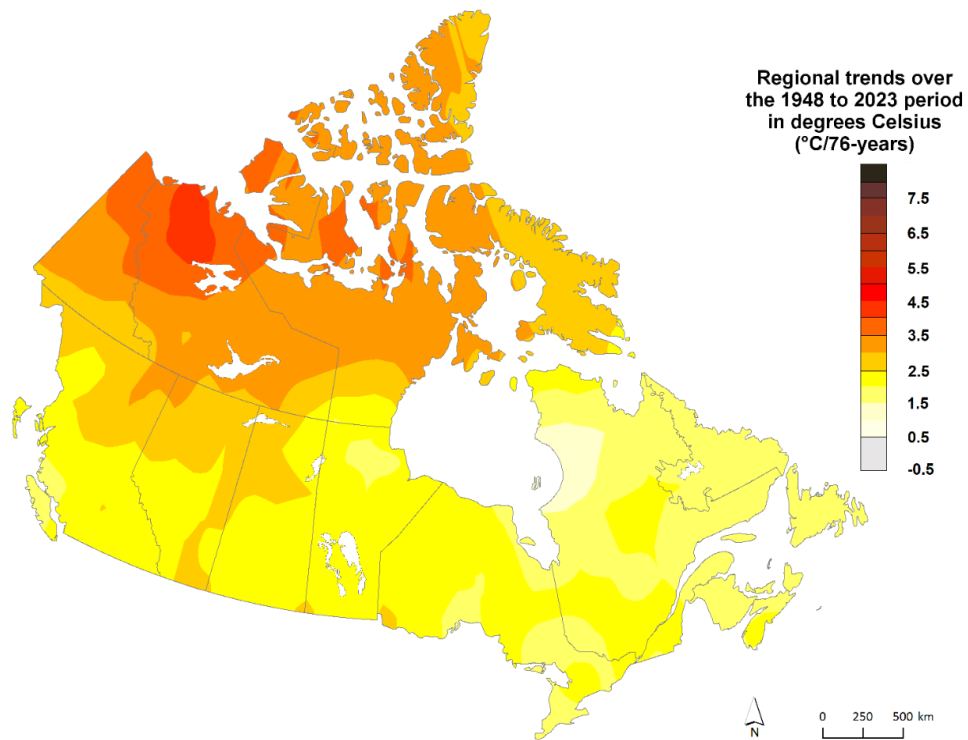 Regional trends over
the 1948 to 2023 period
in degrees Celsius
(°C/76-years)
7.5
6.5
5.5
4.5
3.5
2.5
1.5
0.5
-0.5
N
0 250 500 km